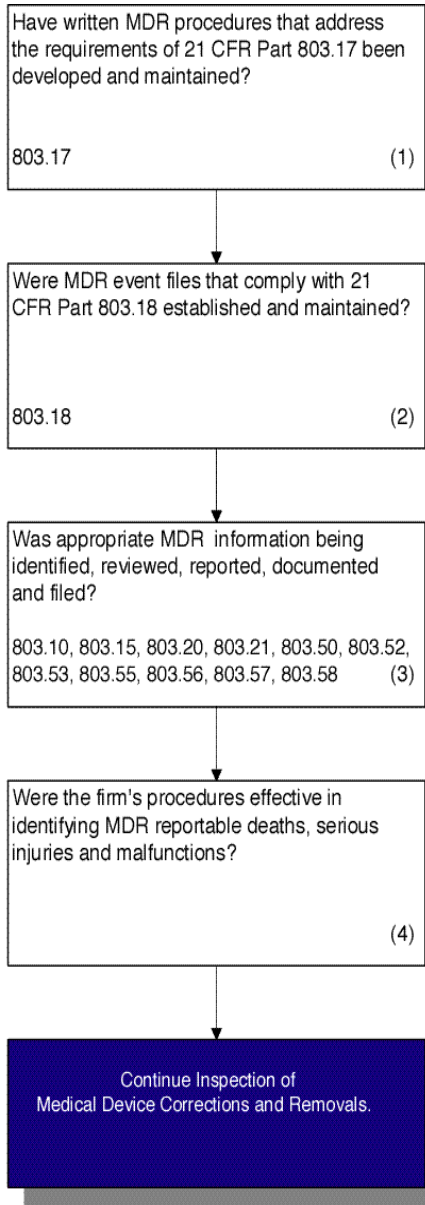 Have written MDR procedures that address
the requirements of 21 CFR Part 803.17 been
developed and maintained?
803.17 (1)
Were MDR event files that comply with 21
CFR Part 803.18 established and maintained?
803.18 (2)
Was appropriate MDR information being
identified, reviewed, reported, documented
and filed?
803.10, 803.15, 803.20, 803.21, 803.50, 803.52,
803.53, 803.55, 803.56, 803.57, 803.58 (3)
Were the firm's procedures effective in
identifying MDR reportable deaths, serious
injuries and malfunctions?
(4)
Continue Inspection of
Medical Device Corrections and Removals.